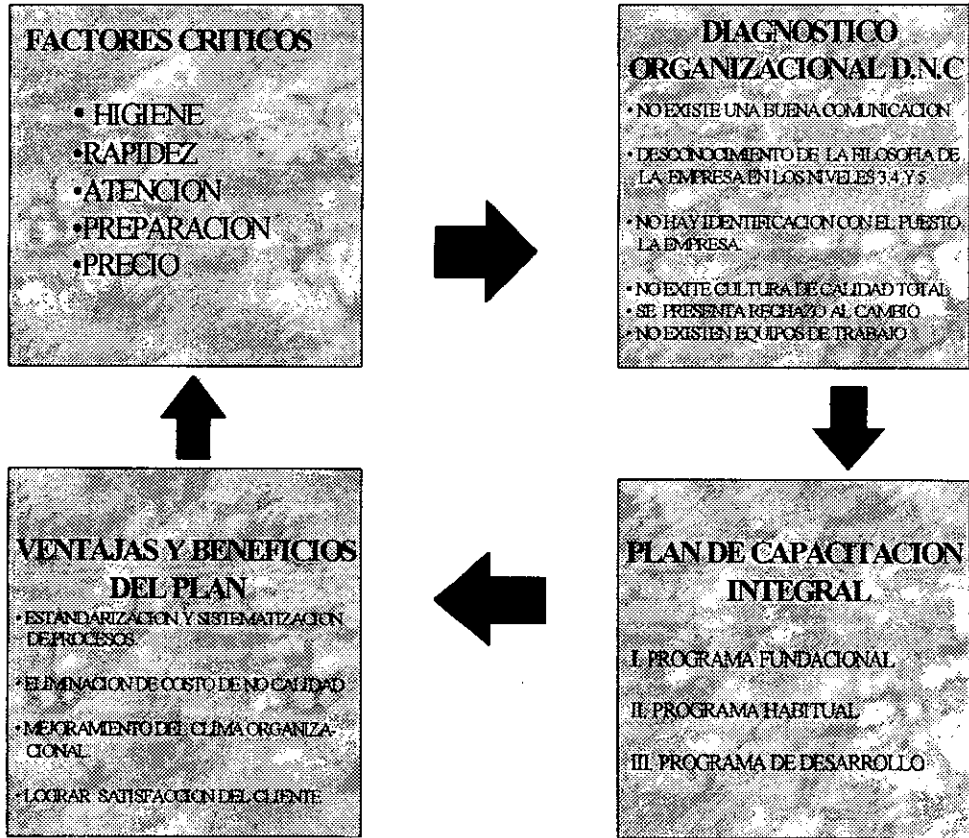 FACTORES CRITICOS
• HIGIENE
•RAPIDEZ
•ATENCION
•PREPARACION
•PRECIO
DIAGNOSTICO
ORGANIZACIONAL D.N.C
• NO EXISTE UNA BUENA COMUNICACION
• DESCONOCIMIENTO DE LA FILOSOFIA DE
LA EMPRESA EN LOS NIVELES 3,4, Y 5.
• NO HAY IDENTIFICACION CON EL PUESTO
LA EMPRESA.
• NO EXITE CULTURA DE CALIDAD TOTAL
• SE PRESENTA RECHAZO AL CAMBIO
• NO EXISTEN EQUIPOS DE TRABAJO
PLAN DE CAPACITACION
INTEGRAL
I. PROGRAMA FUNDACIONAL
II. PROGRAMA HABITUAL
III. PROGRAMA DE DESARROLLO
VENTAJAS Y BENEFICIOS
DEL PLAN
• ESTANDARIZACION Y SISTEMATIZACION
DE PROCESOS
• ELIMINACION DE COSTO DE NO CALIDAD
• MEJORAMIENTO DEL CLIMA ORGANIZA-
CIONAL.
• LOGRAR SATISFACCION DEL CLIENTE